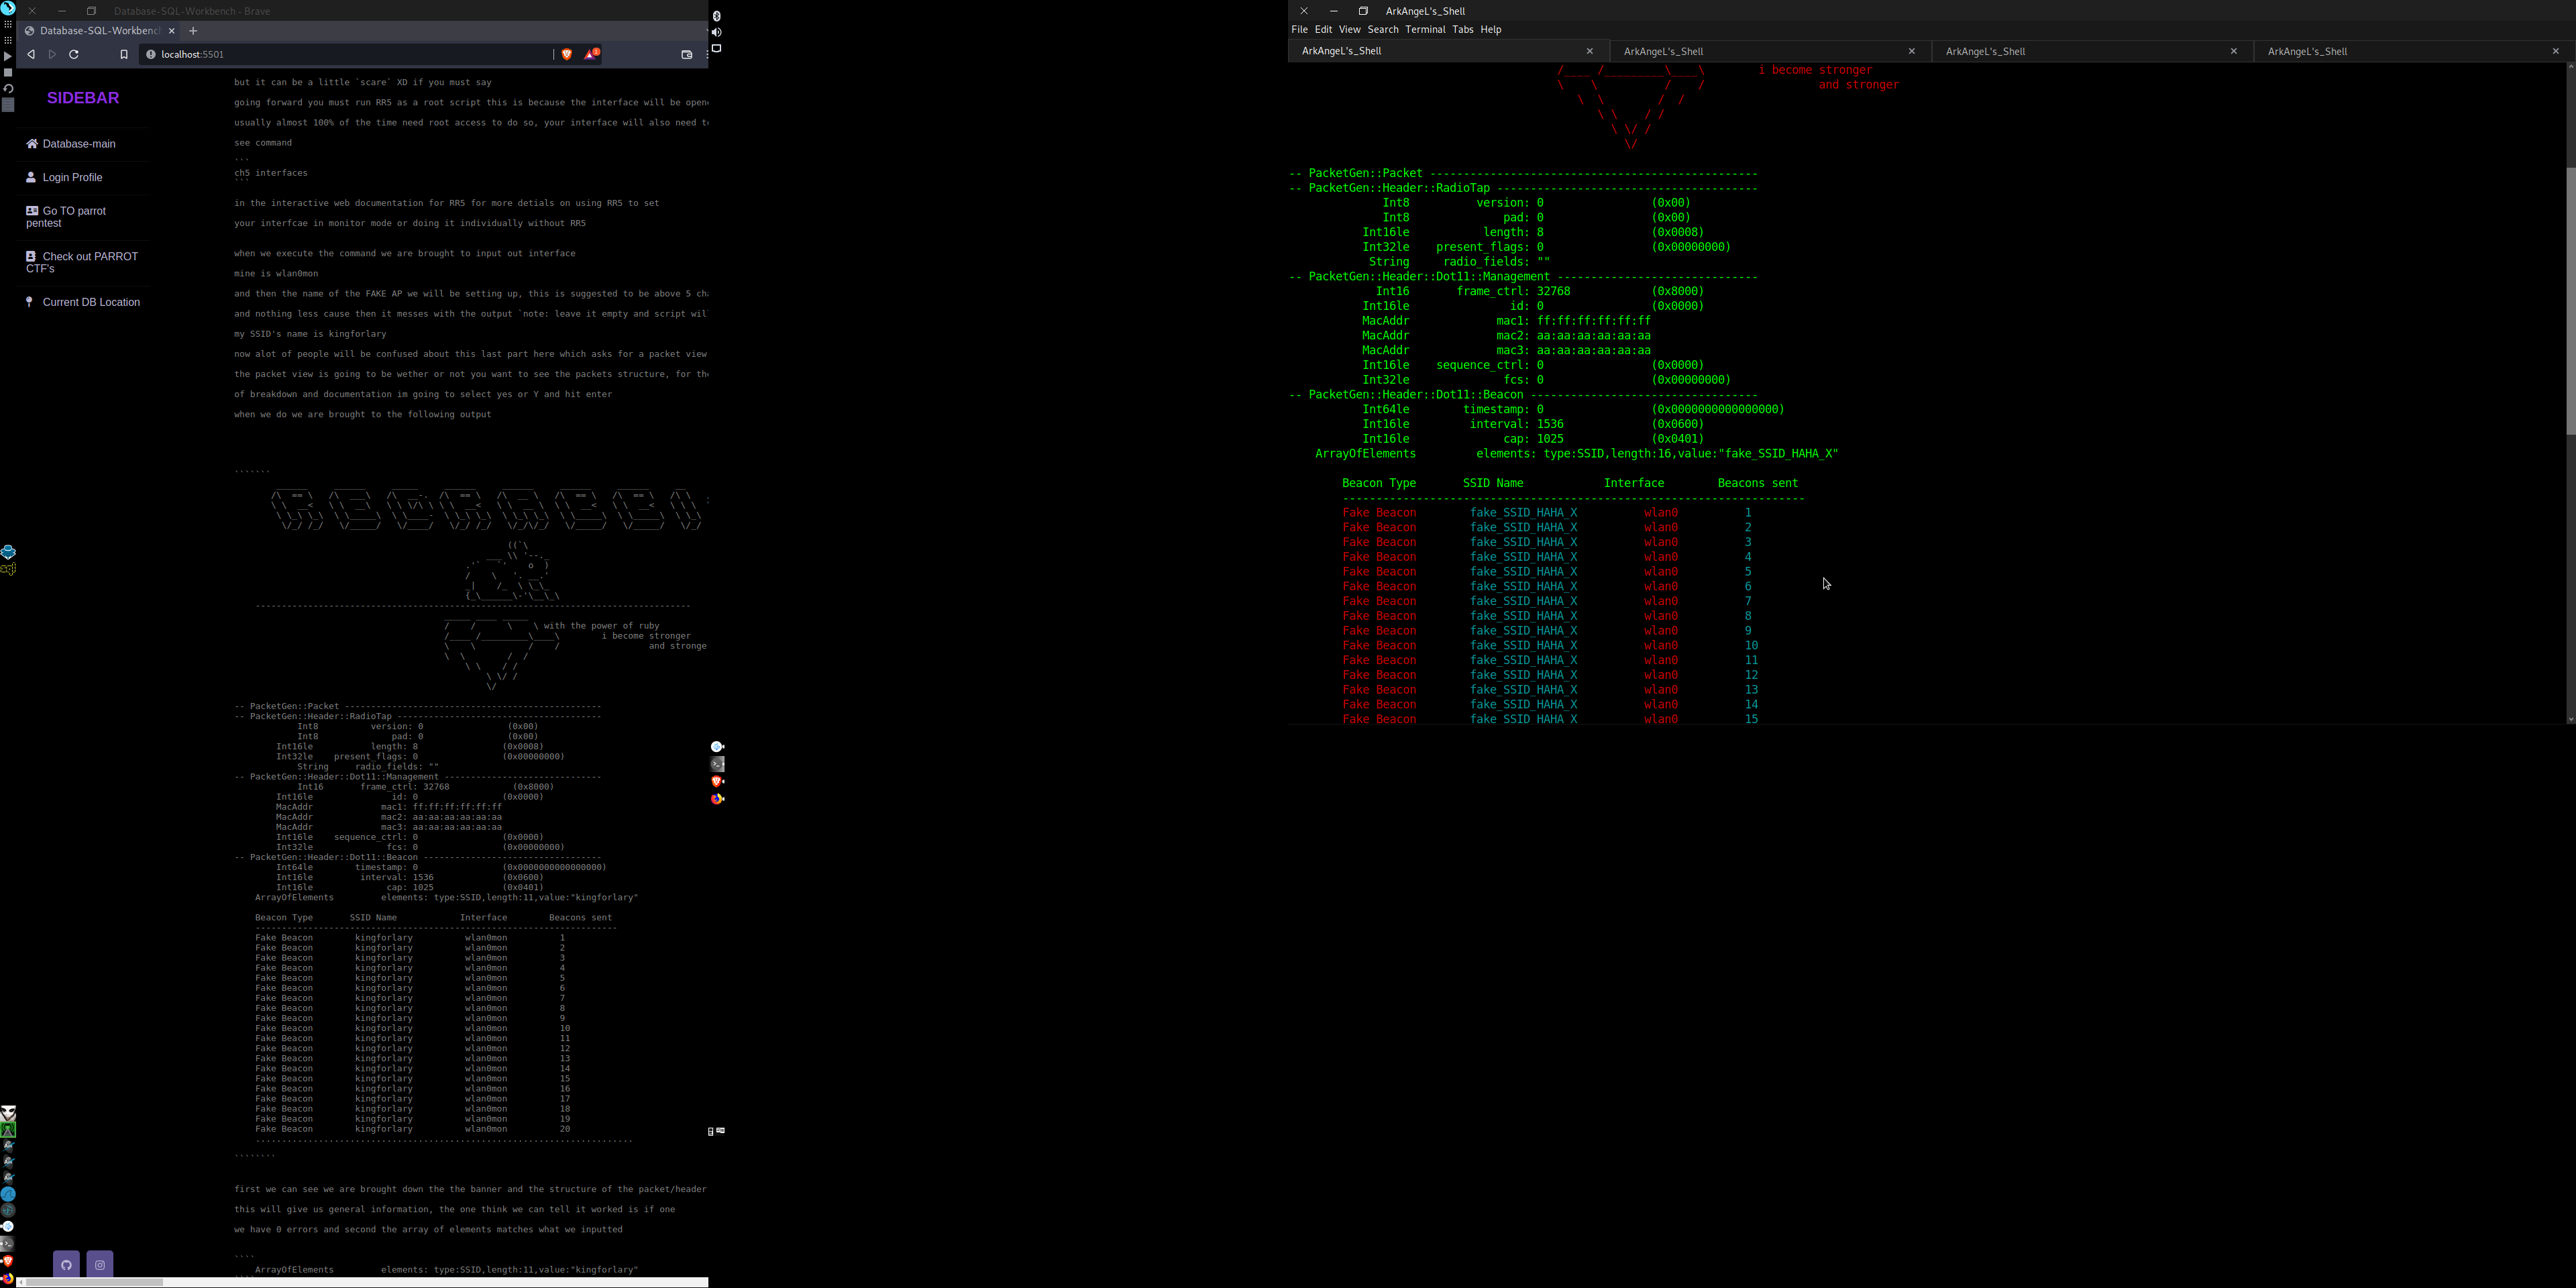 Database-SQL-Workbench - Brave
Database-SQL-Workbench
localhost:5501
SIDEBAR
Database-main
Login Profile
Go TO parrot
pentest
Check out PARROT
CTF's
Current DB Location
but it can be a little `scare` XD if you must say
going forward you must run RR5 as a root script this is because the interface will be
usually almost 100% of the time need root access to do so, your interface will also need
see command
```
ch5 interfaces
```
in the interactive web documentation for RR5 for more detials on using RR5 to set
your interfcae in monitor mode or doing it individually without RR5
when we execute the command we are brought to input out interface
mine is wlan0mon
and then the name of the FAKE AP we will be setting up, this is suggested to be above 5
and nothing less cause then it messes with the output `note: leave it empty and script
my SSID's name is kingforlary
now alot of people will be confused about this last part here which asks for a packet view
the packet view is going to be wether or not you want to see the packets structure, for
of breakdown and documentation im going to select yes or Y and hit enter
when we do we are brought to the following output
```````
with the power of ruby
i become stronger
and stronge
-- PacketGen::Packet -------------------------------------------------
-- PacketGen::Header::RadioTap ---------------------------------------
Int8 version: 0 (0x00)
Int8 pad: 0 (0x00)
Int16le length: 8 (0x0008)
Int32le present_flags: 0 (0x00000000)
String radio_fields: ""
-- PacketGen::Header::Dot11::Management ------------------------------
Int16 frame_ctrl: 32768 (0x8000)
Int16le id: 0 (0x0000)
MacAddr mac1: ff:ff:ff:ff:ff:ff
MacAddr mac2: aa:aa:aa:aa:aa:aa
MacAddr mac3: aa:aa:aa:aa:aa:aa
Int16le sequence_ctrl: 0 (0x0000)
Int32le fcs: 0 (0x00000000)
-- PacketGen::Header::Dot11::Beacon ----------------------------------
Int64le timestamp: 0 (0x0000000000000000)
Int16le interval: 1536 (0x0600)
Int16le cap: 1025 (0x0401)
ArrayOfElements elements: type:SSID,length:11,value:"kingforlary"
Beacon Type SSID Name Interface Beacons sent
---------------------------------------------------------------------
Fake Beacon kingforlary wlan0mon 1
Fake Beacon kingforlary wlan0mon 2
Fake Beacon kingforlary wlan0mon 3
Fake Beacon kingforlary wlan0mon 4
Fake Beacon kingforlary wlan0mon 5
Fake Beacon kingforlary wlan0mon 6
Fake Beacon kingforlary wlan0mon 7
Fake Beacon kingforlary wlan0mon 8
Fake Beacon kingforlary wlan0mon 9
Fake Beacon kingforlary wlan0mon 10
Fake Beacon kingforlary wlan0mon 11
Fake Beacon kingforlary wlan0mon 12
Fake Beacon kingforlary wlan0mon 13
Fake Beacon kingforlary wlan0mon 14
Fake Beacon kingforlary wlan0mon 15
Fake Beacon kingforlary wlan0mon 16
Fake Beacon kingforlary wlan0mon 17
Fake Beacon kingforlary wlan0mon 18
Fake Beacon kingforlary wlan0mon 19
Fake Beacon kingforlary wlan0mon 20
........................................................................
````````
first we can see we are brought down the the banner and the structure of the packet/header
this will give us general information, the one think we can tell it worked is if one
we have 0 errors and second the array of elements matches what we inputted
````
ArrayOfElements elements: type:SSID,length:11,value:"kingforlary"
ArkAngeL's_Shell
File Edit View Search Terminal Tabs Help
ArkAngeL's_Shell ArkAngeL's_Shell ArkAngeL's_Shell ArkAngeL's_Shell
i become stronger
and stronger
-- PacketGen::Packet -------------------------------------------------
-- PacketGen::Header::RadioTap ---------------------------------------
Int8 version: 0 (0x00)
Int8 pad: 0 (0x00)
Int16le length: 8 (0x0008)
Int32le present_flags: 0 (0x00000000)
String radio_fields: ""
-- PacketGen::Header::Dot11::Management ------------------------------
Int16 frame_ctrl: 32768 (0x8000)
Int16le id: 0 (0x0000)
MacAddr mac1: ff:ff:ff:ff:ff:ff
MacAddr mac2: aa:aa:aa:aa:aa:aa
MacAddr mac3: aa:aa:aa:aa:aa:aa
Int16le sequence_ctrl: 0 (0x0000)
Int32le fcs: 0 (0x00000000)
-- PacketGen::Header::Dot11::Beacon ----------------------------------
Int64le timestamp: 0 (0x0000000000000000)
Int16le interval: 1536 (0x0600)
Int16le cap: 1025 (0x0401)
ArrayOfElements elements: type:SSID,length:16,value:"fake_SSID_HAHA_X"
Beacon Type SSID Name Interface Beacons sent
---------------------------------------------------------------------
Fake Beacon fake_SSID_HAHA_X wlan0 1
Fake Beacon fake_SSID_HAHA_X wlan0 2
Fake Beacon fake_SSID_HAHA_X wlan0 3
Fake Beacon fake_SSID_HAHA_X wlan0 4
Fake Beacon fake_SSID_HAHA_X wlan0 5
Fake Beacon fake_SSID_HAHA_X wlan0 6
Fake Beacon fake_SSID_HAHA_X wlan0 7
Fake Beacon fake_SSID_HAHA_X wlan0 8
Fake Beacon fake_SSID_HAHA_X wlan0 9
Fake Beacon fake_SSID_HAHA_X wlan0 10
Fake Beacon fake_SSID_HAHA_X wlan0 11
Fake Beacon fake_SSID_HAHA_X wlan0 12
Fake Beacon fake_SSID_HAHA_X wlan0 13
Fake Beacon fake_SSID_HAHA_X wlan0 14
Fake Beacon fake_SSID_HAHA_X wlan0 15